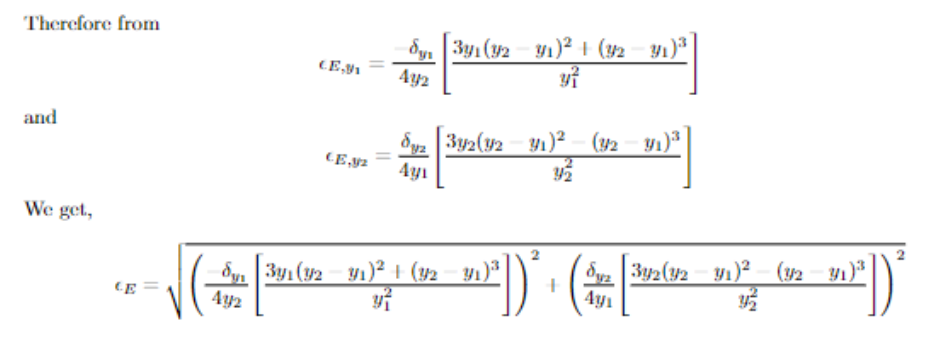 Therefore from
$\epsilon_{E,y_1} = \frac{-\delta_{y_1}}{4y_2} \left[ \frac{3y_1(y_2 - y_1)^2 + (y_2 - y_1)^3}{y_1^2} \right]$
and
$\epsilon_{E,y_2} = \frac{\delta_{y_2}}{4y_1} \left[ \frac{3y_2(y_2 - y_1)^2 - (y_2 - y_1)^3}{y_2^2} \right]$
We get,
$\epsilon_E = \sqrt{\left( \frac{-\delta_{y_1}}{4y_2} \left[ \frac{3y_1(y_2 - y_1)^2 + (y_2 - y_1)^3}{y_1^2} \right] \right)^2 + \left( \frac{\delta_{y_2}}{4y_1} \left[ \frac{3y_2(y_2 - y_1)^2 - (y_2 - y_1)^3}{y_2^2} \right] \right)^2}$